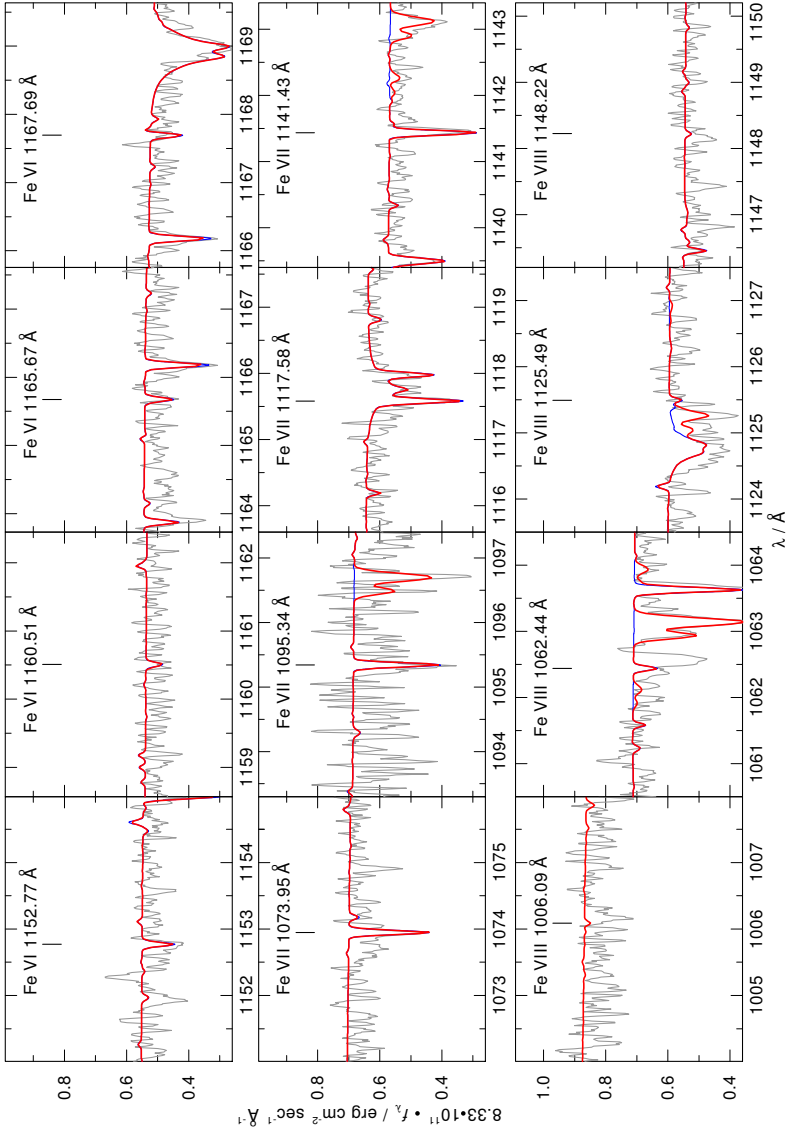 Fe VI 1152.77 Å
Fe VI 1160.51 Å
Fe VI 1165.67 Å
Fe VI 1167.69 Å
0.8
0.6
0.4
1152 1153 1154 1159 1160 1161 1162 1164 1165 1166 1167 1166 1167 1168 1169
Fe VII 1073.95 Å
Fe VII 1095.34 Å
Fe VII 1117.58 Å
Fe VII 1141.43 Å
8.33•10¹¹ • f_λ / erg cm⁻² sec⁻¹ Å⁻¹
0.8
0.6
0.4
1073 1074 1075 1094 1095 1096 1097 1116 1117 1118 1119 1140 1141 1142 1143
Fe VIII 1006.09 Å
Fe VIII 1062.44 Å
Fe VIII 1125.49 Å
Fe VIII 1148.22 Å
1.0
0.8
0.6
0.4
1005 1006 1007 1061 1062 1063 1064 1124 1125 1126 1127 1147 1148 1149 1150
λ / Å